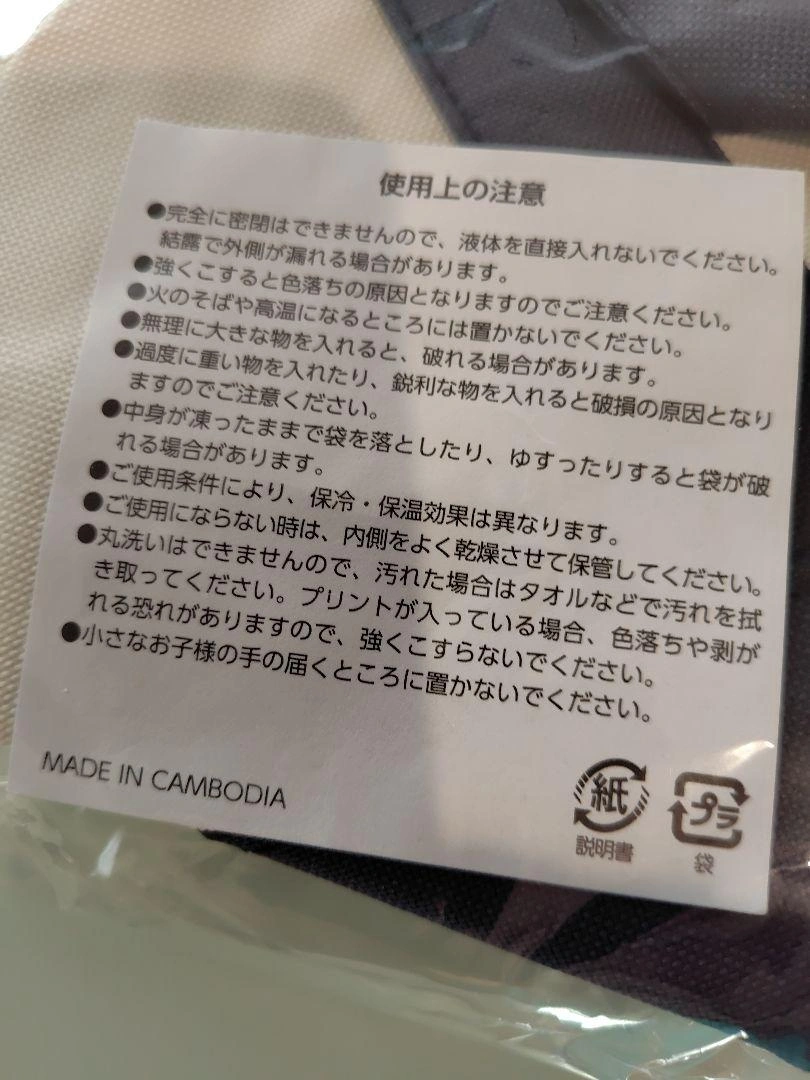 使用上の注意
●完全に密閉はできませんので、液体を直接入れないでください。
結露で外側が漏れる場合があります。
●強くこすると色落ちの原因となりますのでご注意ください。
●火のそばや高温になるところには置かないでください。
●無理に大きな物を入れると、破れる場合があります。
●過度に重い物を入れたり、鋭利な物を入れると破損の原因となり
ますのでご注意ください。
●中身が凍ったままで袋を落としたり、ゆすったりすると袋が破
れる場合があります。
●ご使用条件により、保冷・保温効果は異なります。
●ご使用にならない時は、内側をよく乾燥させて保管してください。
●丸洗いはできませんので、汚れた場合はタオルなどで汚れを拭
き取ってください。プリントが入っている場合、色落ちや剥が
れる恐れがありますので、強くこすらないでください。
●小さなお子様の手の届くところに置かないでください。
MADE IN CAMBODIA
紙
プラ
説明書
袋